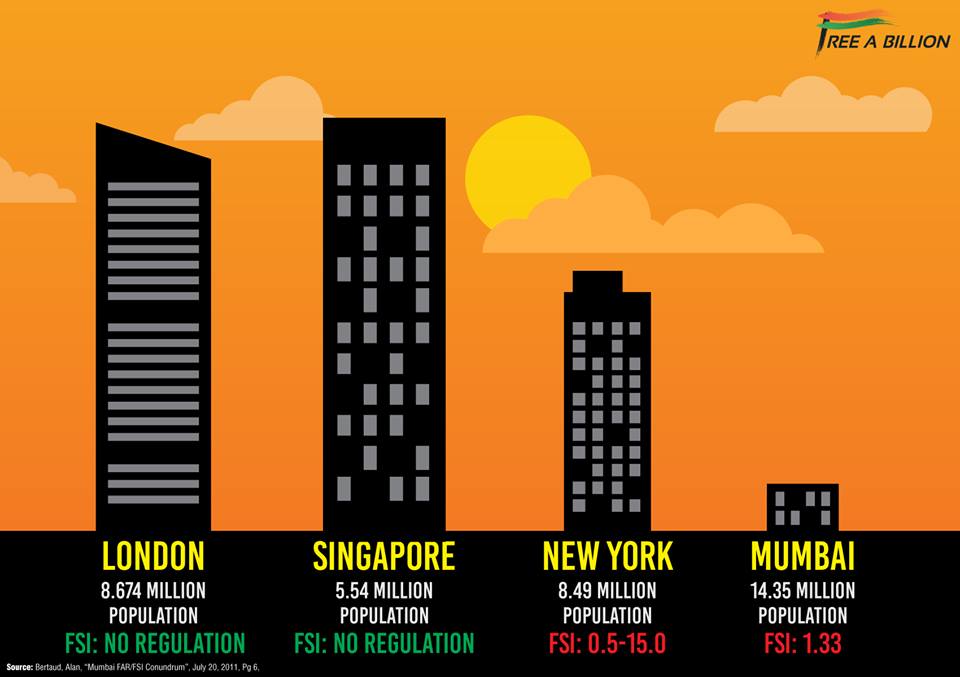 FREE A BILLION
LONDON
8.674 MILLION
POPULATION
FSI: NO REGULATION
SINGAPORE
5.54 MILLION
POPULATION
FSI: NO REGULATION
NEW YORK
8.49 MILLION
POPULATION
FSI: 0.5-15.0
MUMBAI
14.35 MILLION
POPULATION
FSI: 1.33
Source: Bertaud, Alan, "Mumbai FAR/FSI Conundrum", July 20, 2011, Pg 6,